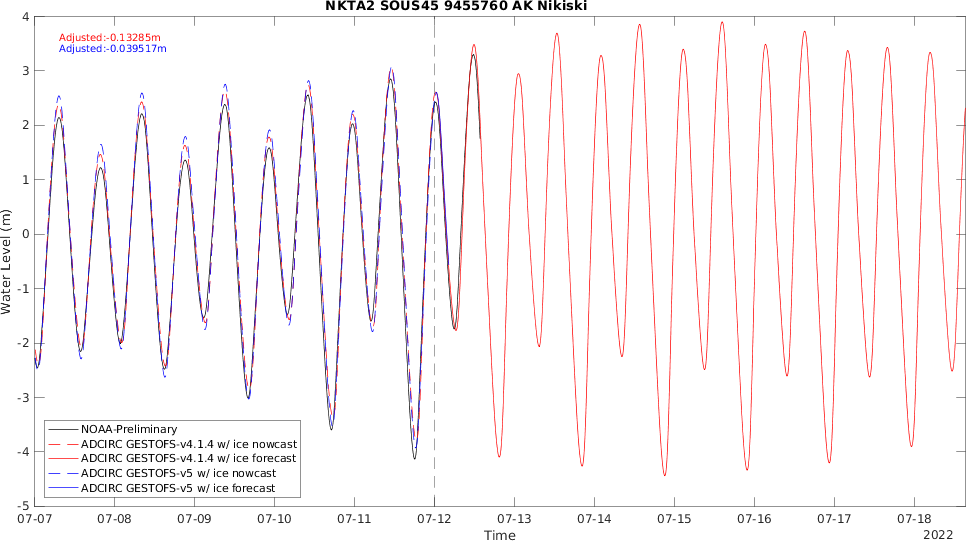 NKTA2 SOUS45 9455760 AK Nikiski
Adjusted:-0.13285m
Adjusted:-0.039517m
4
3
2
1
0
-1
-2
-3
-4
-5
Water Level (m)
NOAA-Preliminary
ADCIRC GESTOFS-v4.1.4 w/ ice nowcast
ADCIRC GESTOFS-v4.1.4 w/ ice forecast
ADCIRC GESTOFS-v5 w/ ice nowcast
ADCIRC GESTOFS-v5 w/ ice forecast
07-07 07-08 07-09 07-10 07-11 07-12 07-13 07-14 07-15 07-16 07-17 07-18
Time
2022